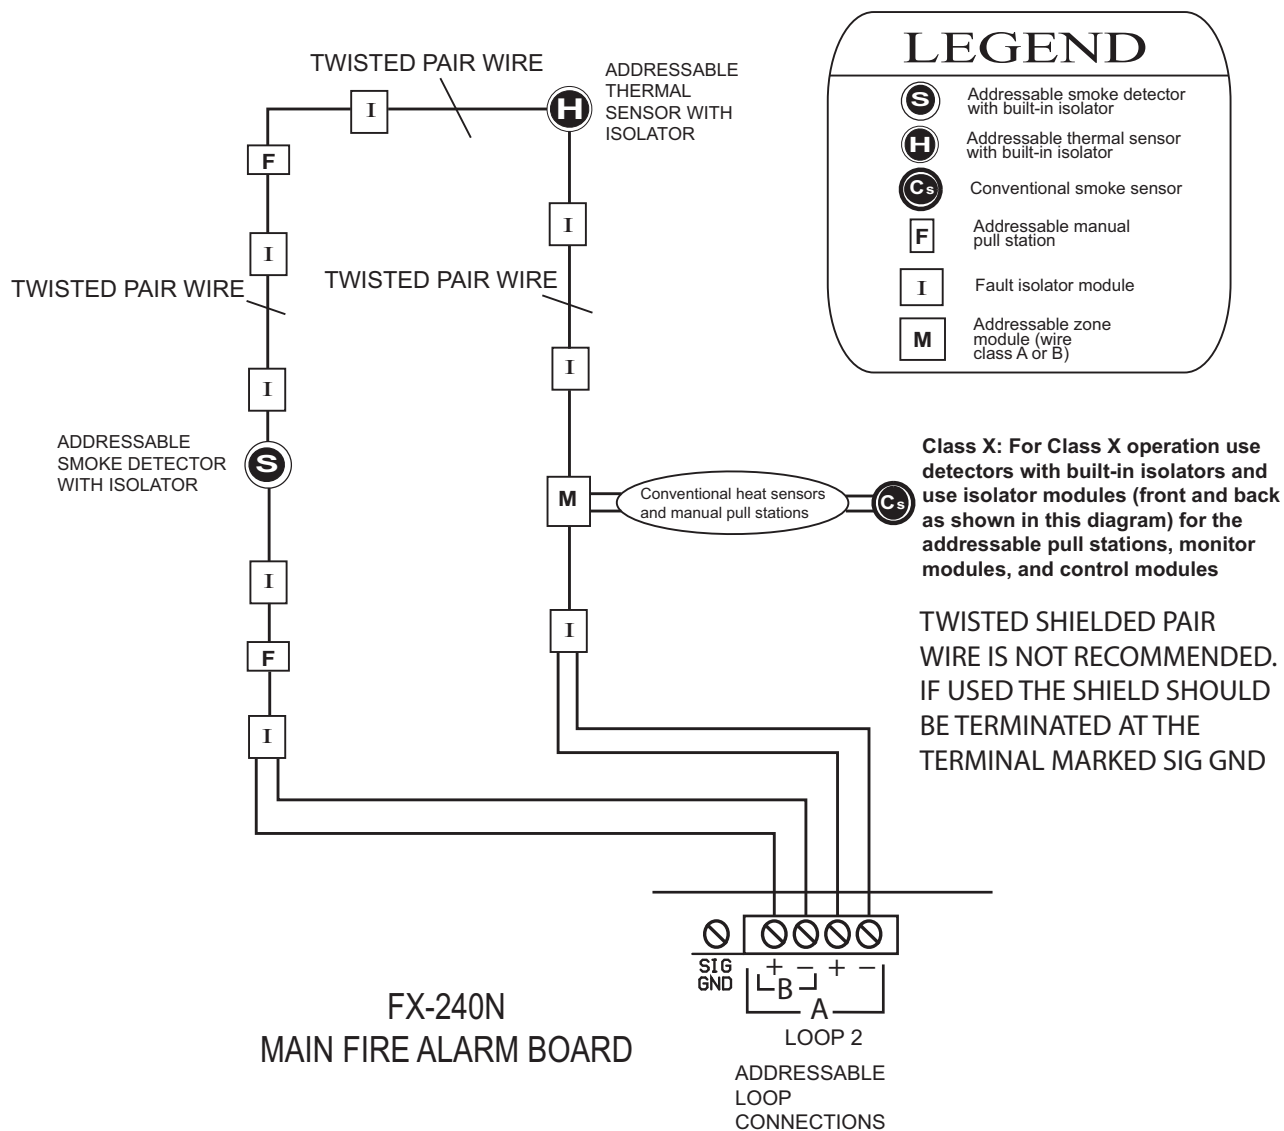 LEGEND
S
Addressable smoke detector
with built-in isolator
H
Addressable thermal sensor
with built-in isolator
Cs
Conventional smoke sensor
F
Addressable manual
pull station
I
Fault isolator module
M
Addressable zone
module (wire
class A or B)
TWISTED PAIR WIRE
I
H
ADDRESSABLE
THERMAL
SENSOR WITH
ISOLATOR
F
I
I
TWISTED PAIR WIRE
TWISTED PAIR WIRE
I
I
ADDRESSABLE
SMOKE DETECTOR
WITH ISOLATOR
S
M
Conventional heat sensors
and manual pull stations
Cs
Class X: For Class X operation use
detectors with built-in isolators and
use isolator modules (front and back
as shown in this diagram) for the
addressable pull stations, monitor
modules, and control modules
I
I
F
I
TWISTED SHIELDED PAIR
WIRE IS NOT RECOMMENDED.
IF USED THE SHIELD SHOULD
BE TERMINATED AT THE
TERMINAL MARKED SIG GND
SIG
GND
+ − + −
B
A
LOOP 2
ADDRESSABLE
LOOP
CONNECTIONS
FX-240N
MAIN FIRE ALARM BOARD